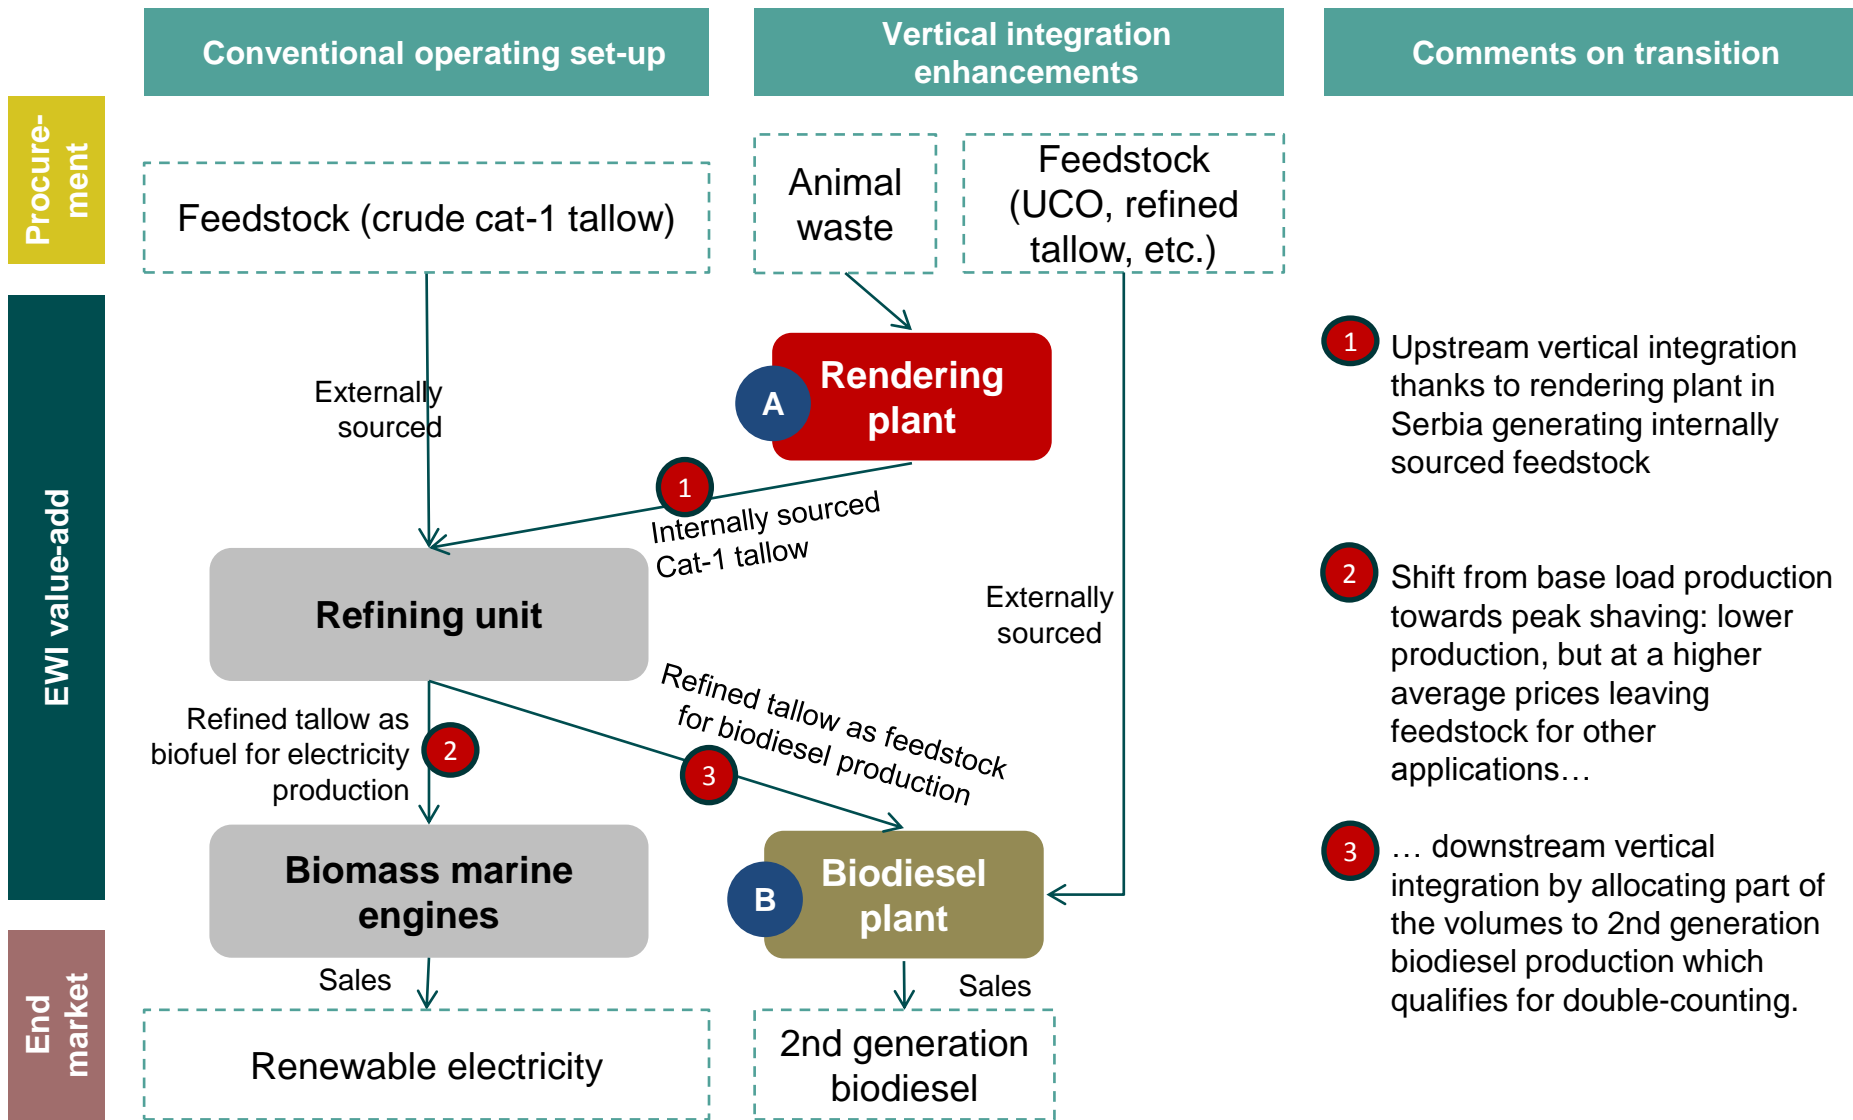 Conventional operating set-up
Vertical integration
enhancements
Comments on transition
Procure-
ment
Feedstock (crude cat-1 tallow)
Animal
waste
Feedstock
(UCO, refined
tallow, etc.)
EWI value-add
Externally
sourced
A
Rendering
plant
1
Internally sourced
Cat-1 tallow
Refining unit
Externally
sourced
Refined tallow as
biofuel for electricity
production
2
Refined tallow as feedstock
for biodiesel production
3
Biomass marine
engines
B
Biodiesel
plant
End
market
Sales
Sales
Renewable electricity
2nd generation
biodiesel
1
Upstream vertical integration
thanks to rendering plant in
Serbia generating internally
sourced feedstock
2
Shift from base load production
towards peak shaving: lower
production, but at a higher
average prices leaving
feedstock for other
applications…
3
… downstream vertical
integration by allocating part of
the volumes to 2nd generation
biodiesel production which
qualifies for double-counting.